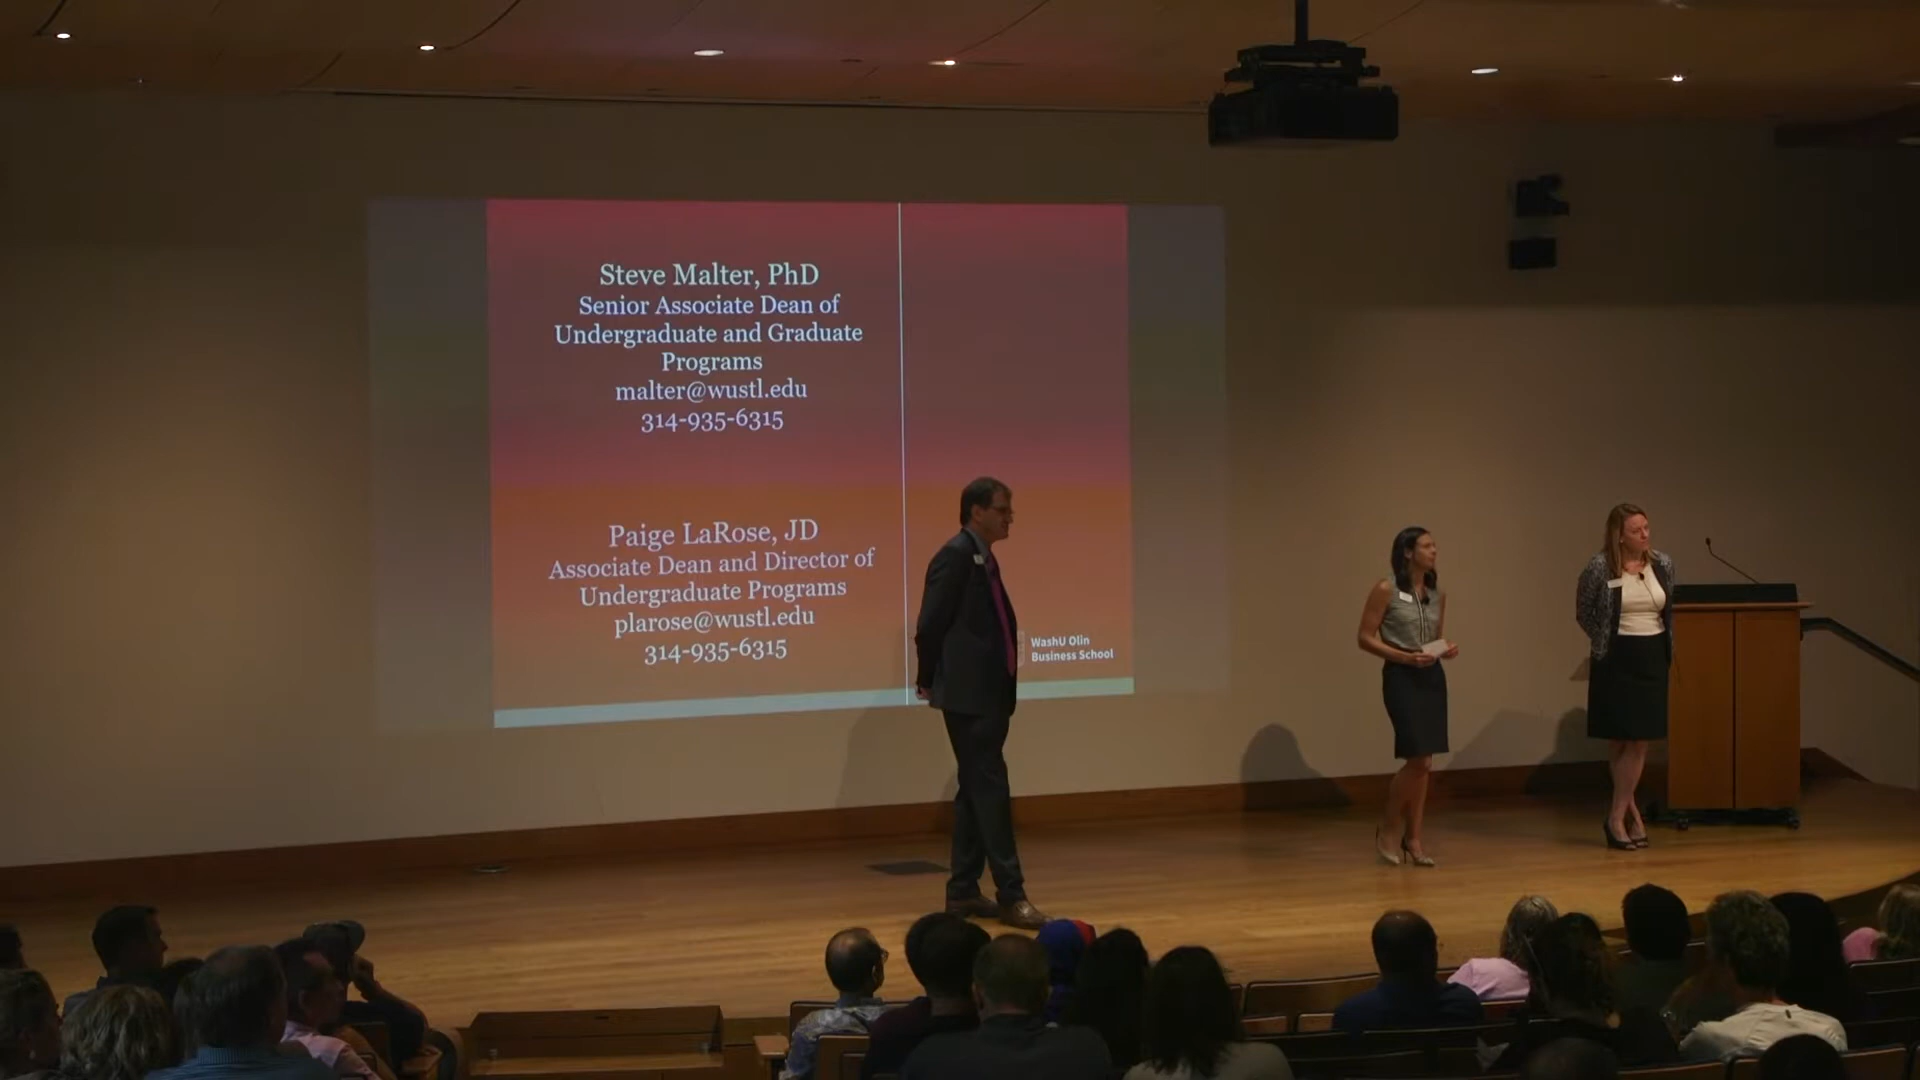 Steve Malter, PhD
Senior Associate Dean of
Undergraduate and Graduate
Programs
malter@wustl.edu
314-935-6315
Paige LaRose, JD
Associate Dean and Director of
Undergraduate Programs
plarose@wustl.edu
314-935-6315
WashU Olin
Business School